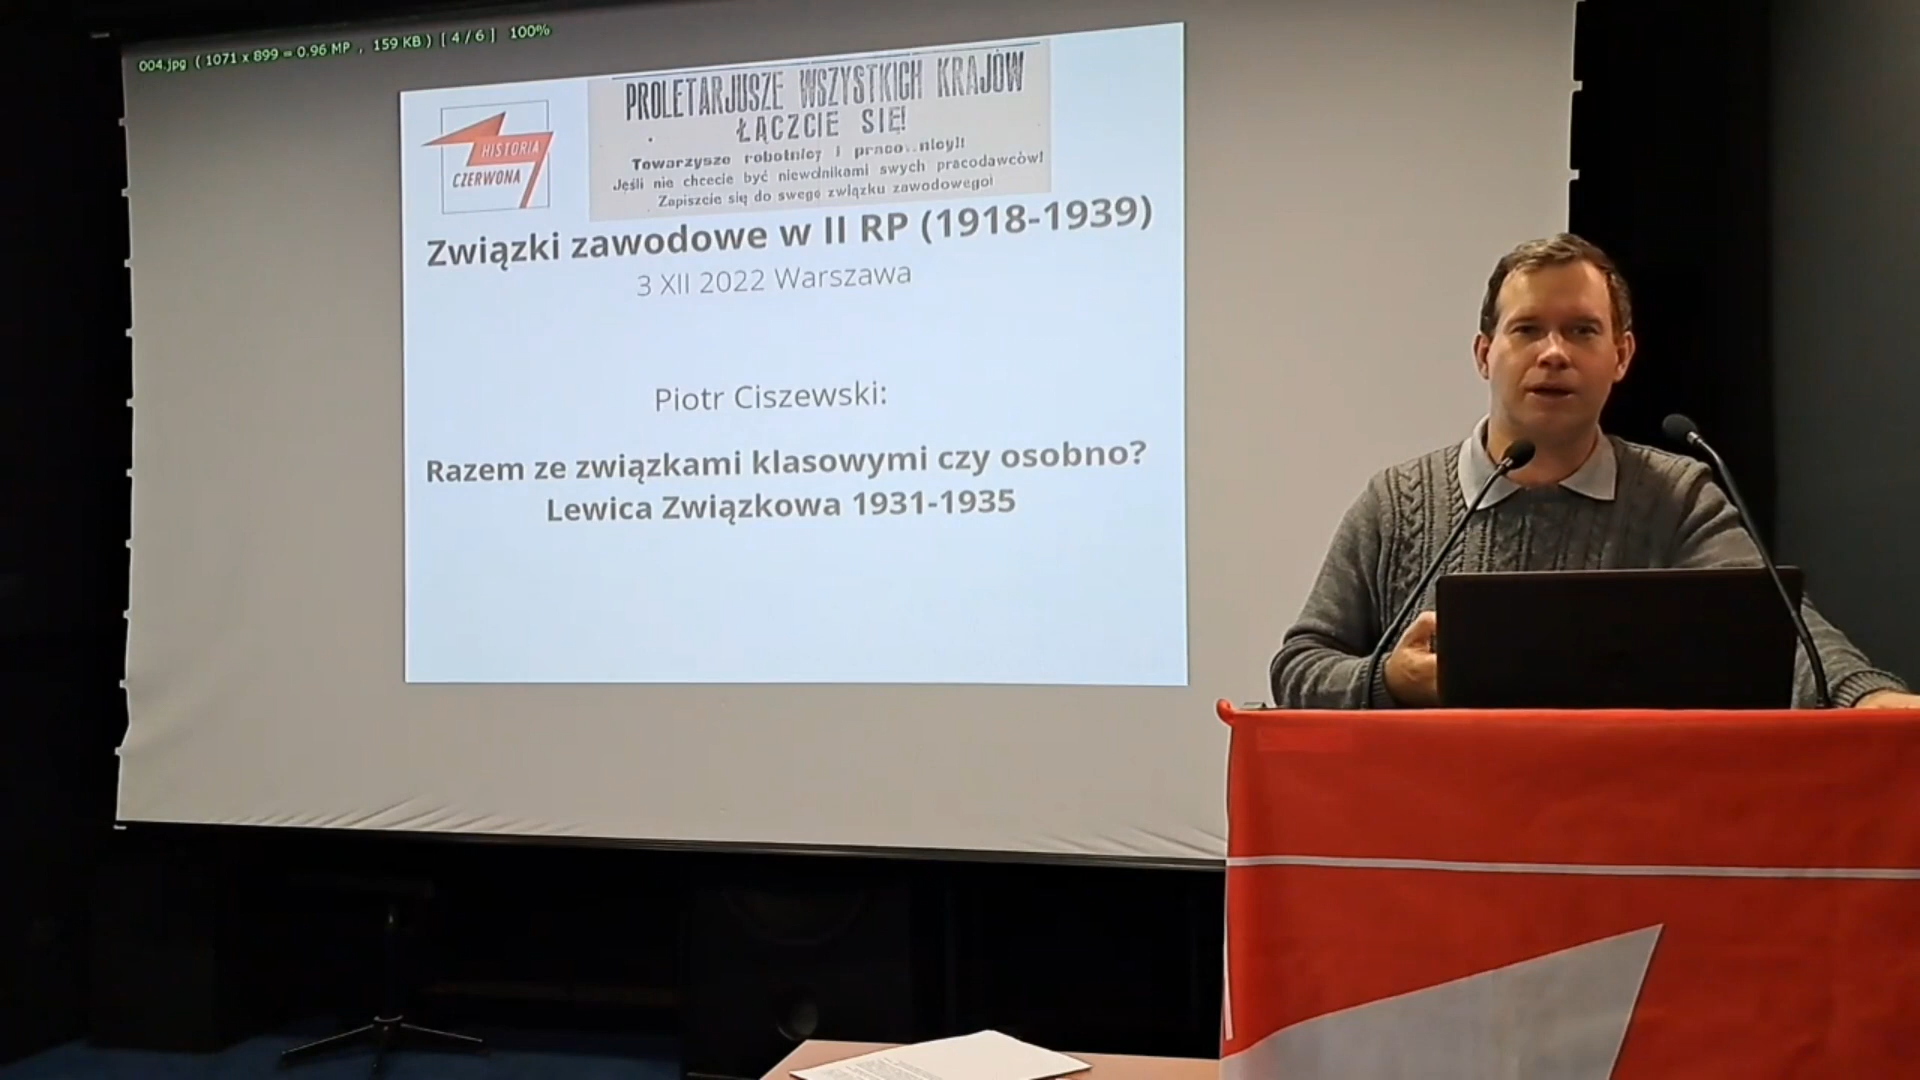 004.jpg ( 1071 x 899 = 0.96 MP , 159 KB ) [ 4 / 6 ] 100%
HISTORIA
CZERWONA
PROLETARJUSZE WSZYSTKICH KRAJÓW
ŁĄCZCIE SIĘ!
Towarzysze robotnicy i praco..nicy!!
Jeśli nie chcecie być niewolnikami swych pracodawców!
Zapiszcie się do swego związku zawodowego!
Związki zawodowe w II RP (1918-1939)
3 XII 2022 Warszawa
Piotr Ciszewski:
Razem ze związkami klasowymi czy osobno?
Lewica Związkowa 1931-1935